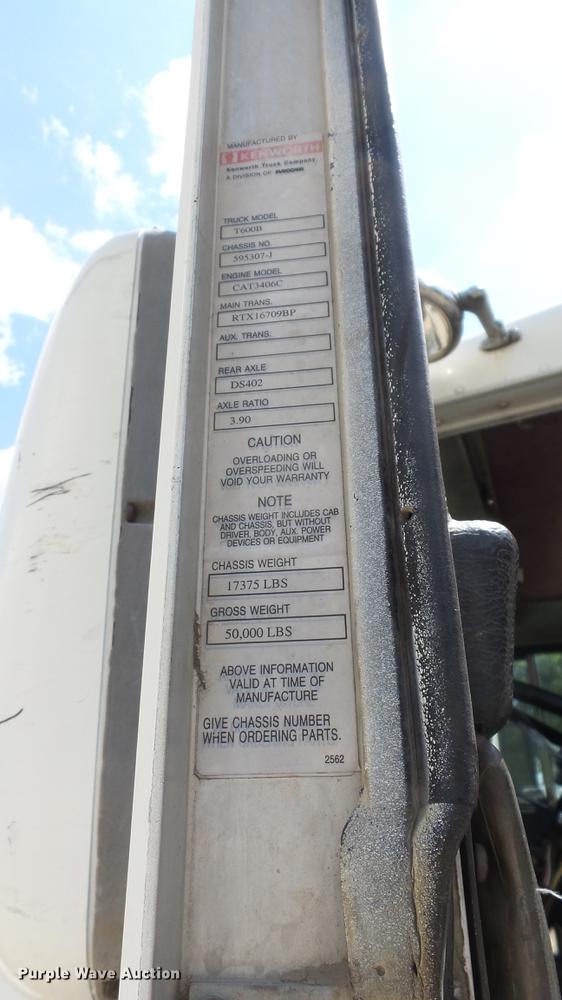 MANUFACTURED BY
KENWORTH
Kenworth Truck Company
A DIVISION OF PACCAR
TRUCK MODEL
T600B
CHASSIS NO.
595307-J
ENGINE MODEL
CAT3406C
MAIN TRANS.
RTX16709BP
AUX. TRANS.
REAR AXLE
DS402
AXLE RATIO
3.90
CAUTION
OVERLOADING OR
OVERSPEEDING WILL
VOID YOUR WARRANTY
NOTE
CHASSIS WEIGHT INCLUDES CAB
AND CHASSIS, BUT WITHOUT
DRIVER, BODY, AUX. POWER
DEVICES OR EQUIPMENT
CHASSIS WEIGHT
17375 LBS
GROSS WEIGHT
50,000 LBS
ABOVE INFORMATION
VALID AT TIME OF
MANUFACTURE
GIVE CHASSIS NUMBER
WHEN ORDERING PARTS.
2562
Purple Wave Auction